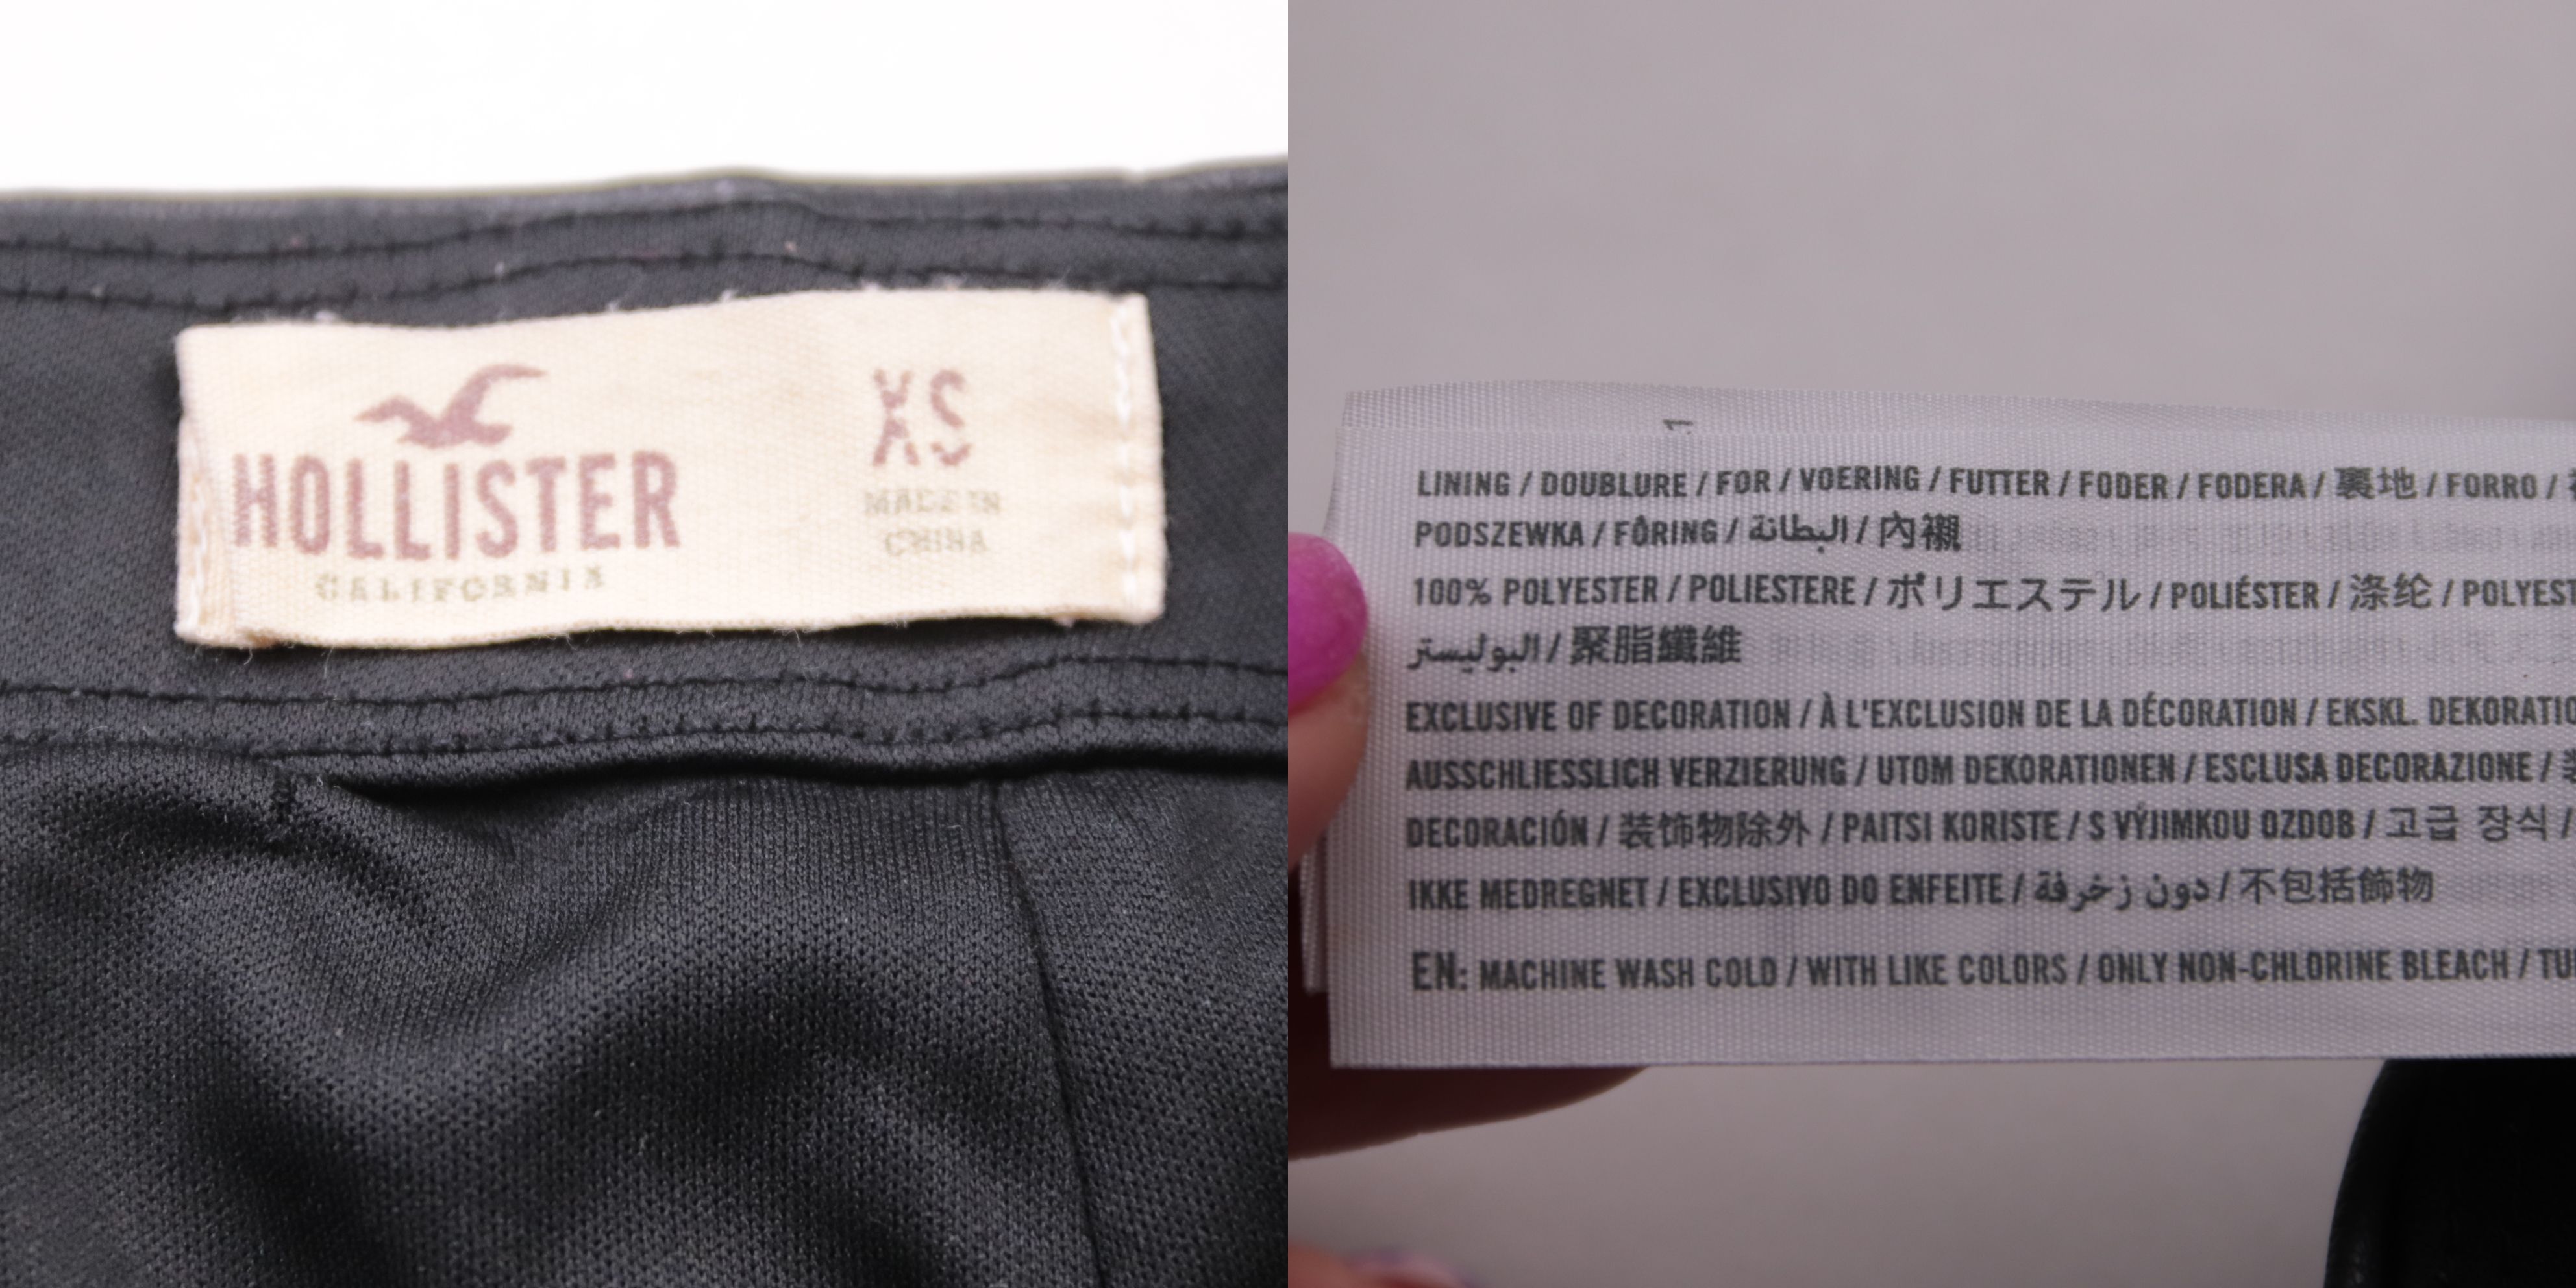 HOLLISTER
CALIFORNIA
XS
MADE IN
CHINA
LINING / DOUBLURE / FØR / VOERING / FUTTER / FODER / FODERA / 裏地 / FORRO /
PODSZEWKA / FÔRING / البطانة / 內襯
100% POLYESTER / POLIESTERE / ポリエステル / POLIÉSTER / 涤纶 / POLYEST
البوليستر / 聚脂纖維
EXCLUSIVE OF DECORATION / À L'EXCLUSION DE LA DÉCORATION / EKSKL. DEKORATIO
AUSSCHLIESSLICH VERZIERUNG / UTOM DEKORATIONEN / ESCLUSA DECORAZIONE /
DECORACIÓN / 装饰物除外 / PAITSI KORISTE / S VÝJIMKOU OZDOB / 고급 장식 /
IKKE MEDREGNET / EXCLUSIVO DO ENFEITE / دون زخرفة / 不包括飾物
EN: MACHINE WASH COLD / WITH LIKE COLORS / ONLY NON-CHLORINE BLEACH / TU